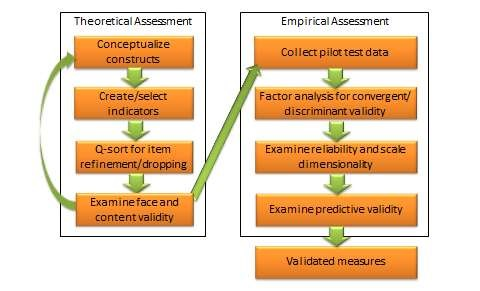 Theoretical Assessment
Conceptualize
constructs
Create/select
indicators
Q-sort for item
refinement/dropping
Examine face and
content validity
Empirical Assessment
Collect pilot test data
Factor analysis for convergent/
discriminant validity
Examine reliability and scale
dimensionality
Examine predictive validity
Validated measures